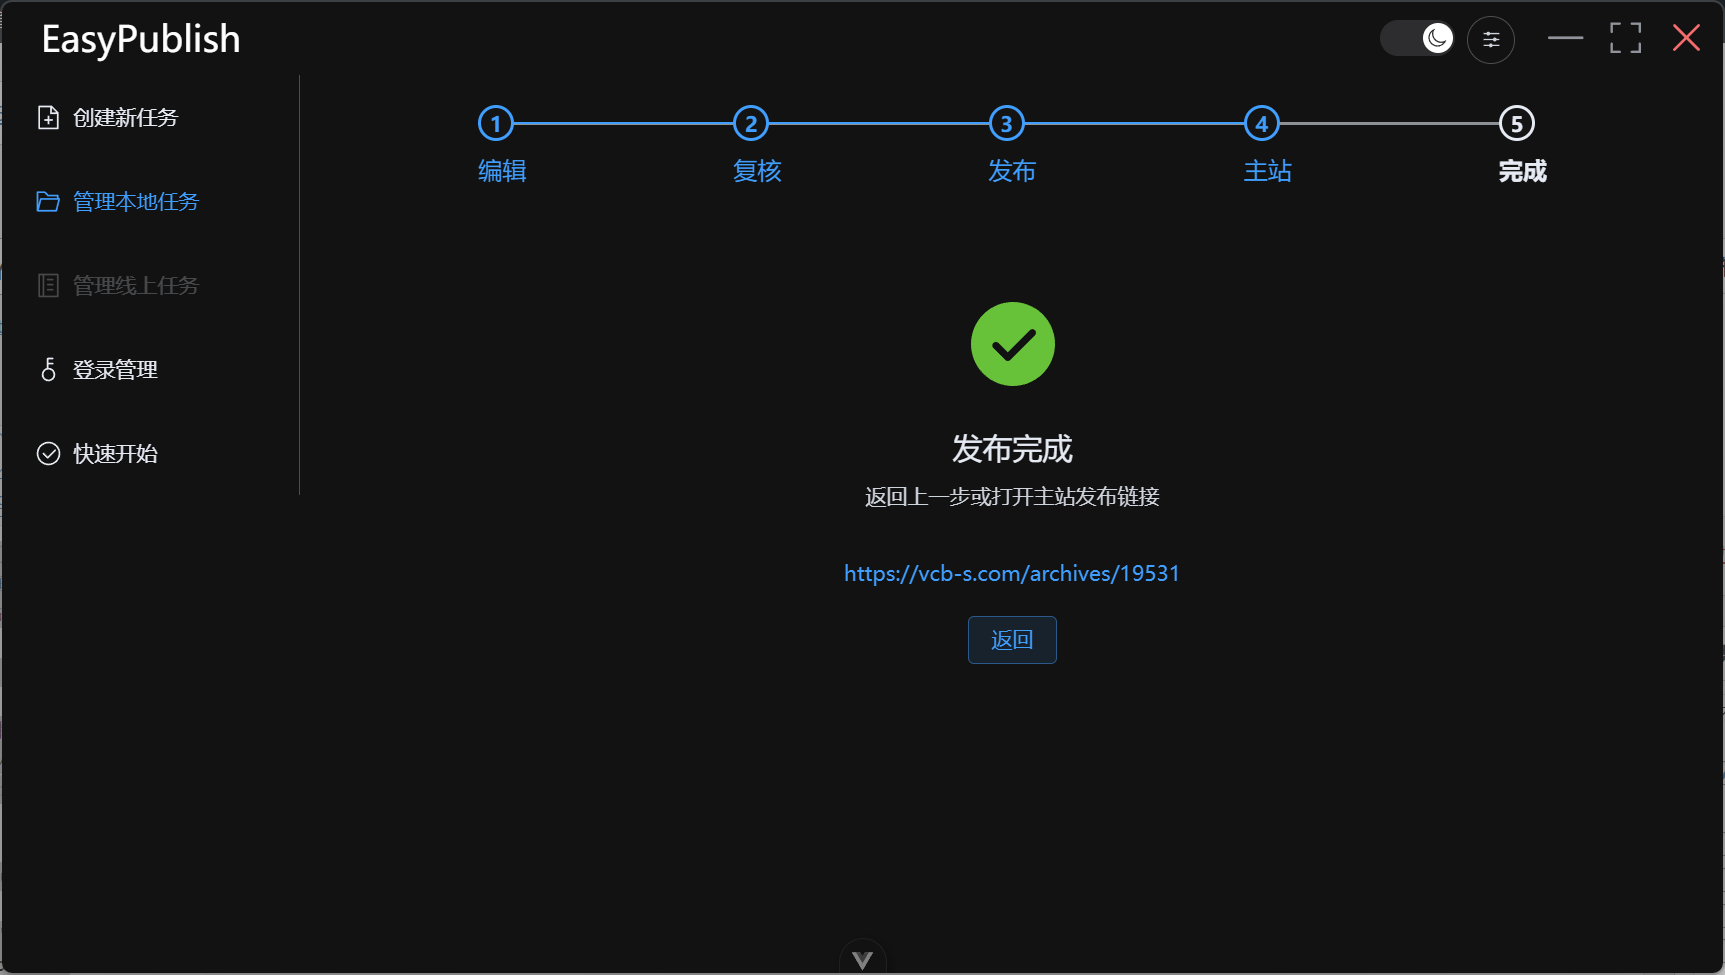 EasyPublish
创建新任务
管理本地任务
管理线上任务
登录管理
快速开始
1
2
3
4
5
编辑
复核
发布
主站
完成
发布完成
返回上一步或打开主站发布链接
https://vcb-s.com/archives/19531
返回